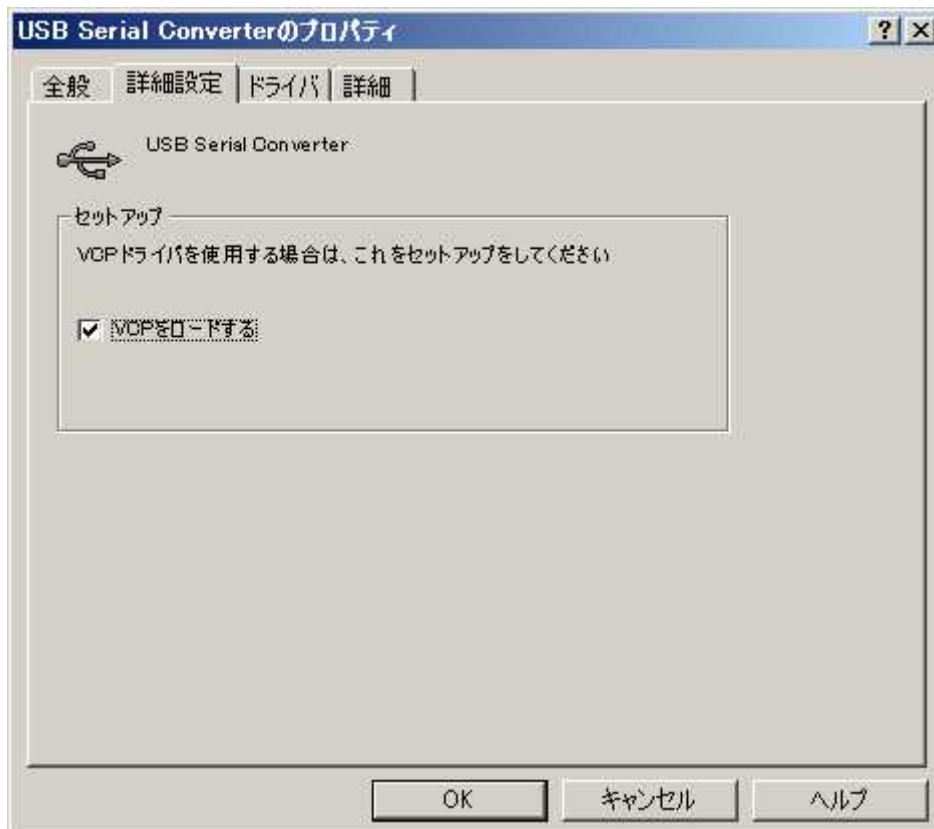 USB Serial Converterのプロパティ
全般 詳細設定 ドライバ 詳細
USB Serial Converter
セットアップ
VCPドライバを使用する場合は、これをセットアップをしてください
VCPをロードする
OK キャンセル ヘルプ